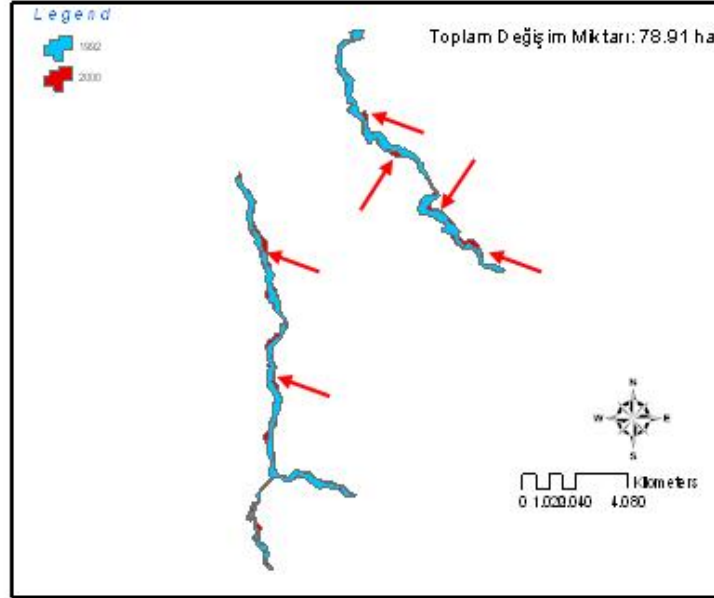 Legend
1992
2000
Toplam Değişim Miktarı: 78.91 ha
N
W E
S
Kilometers
0 1.020 2.040 4.080